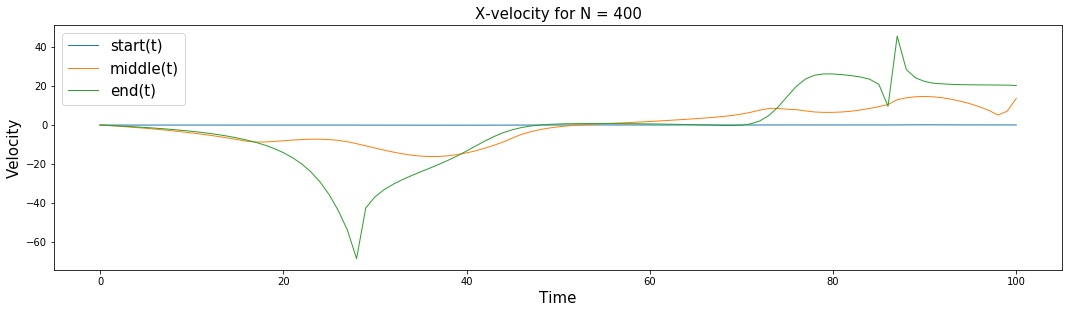 X-velocity for N = 400
start(t)
middle(t)
end(t)
Velocity
40
20
0
−20
−40
−60
0 20 40 60 80 100
Time